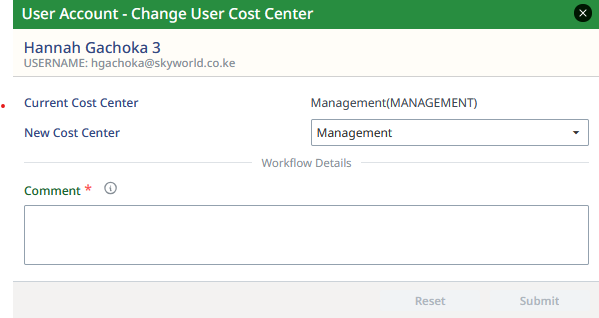 User Account - Change User Cost Center
Hannah Gachoka 3
USERNAME: hgachoka@skyworld.co.ke
Current Cost Center Management(MANAGEMENT)
New Cost Center Management
Workflow Details
Comment *
Reset Submit